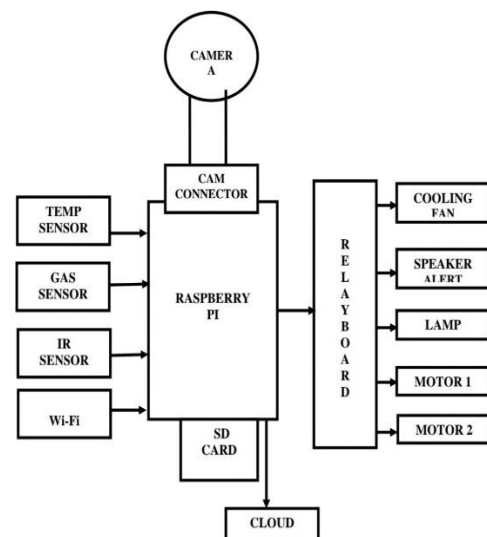 CAMER
A
CAM
CONNECTOR
TEMP
SENSOR
GAS
SENSOR
IR
SENSOR
Wi-Fi
RASPBERRY
PI
SD
CARD
CLOUD
R
E
L
A
Y
B
O
A
R
D
COOLING
FAN
SPEAKER
ALERT
LAMP
MOTOR 1
MOTOR 2